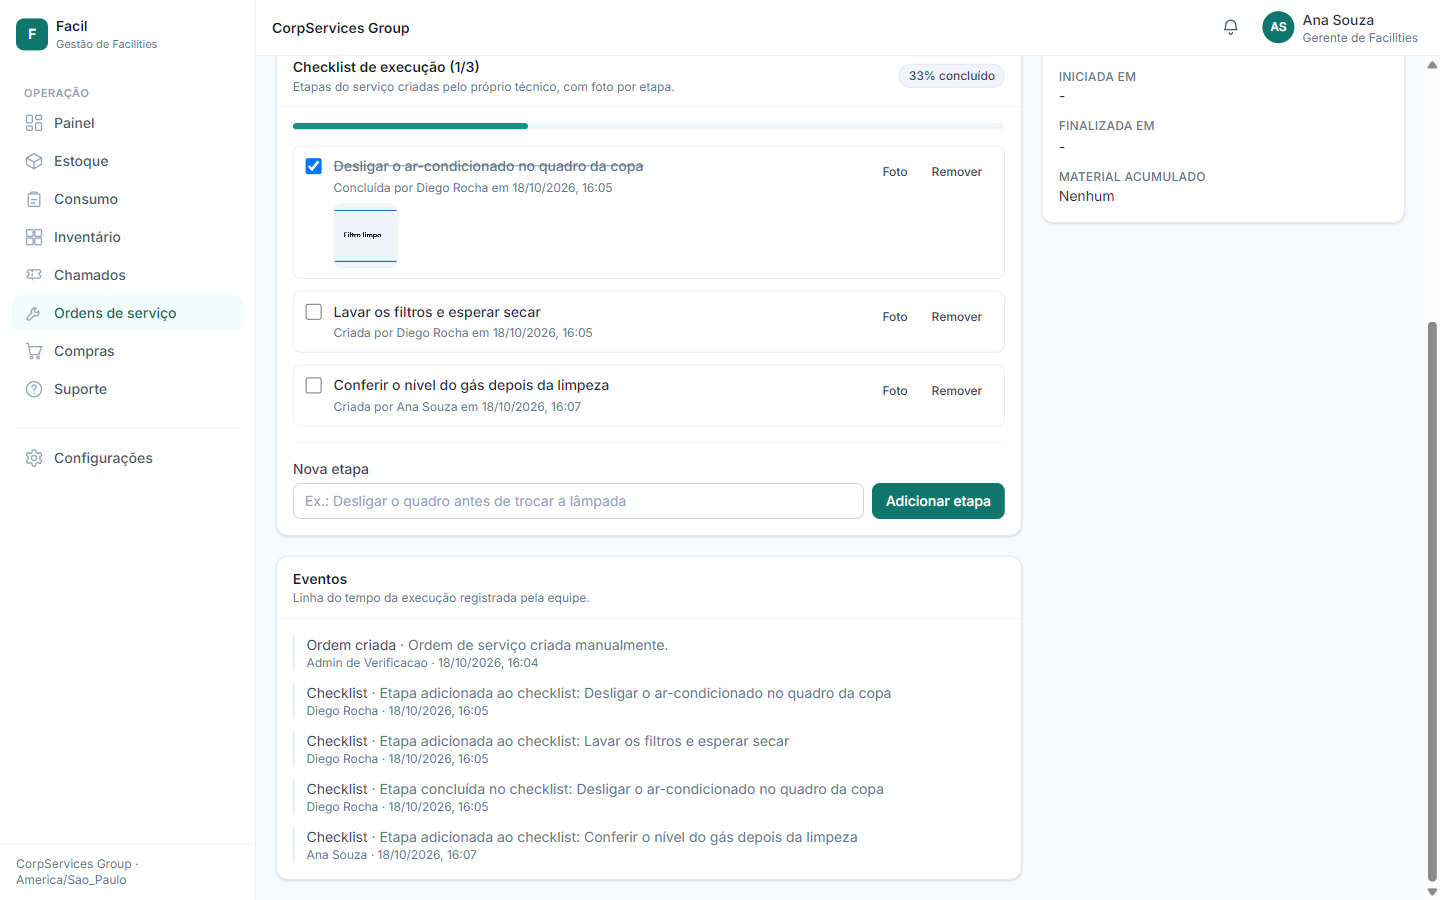 F
Facil
Gestão de Facilities
OPERAÇÃO
Painel
Estoque
Consumo
Inventário
Chamados
Ordens de serviço
Compras
Suporte
Configurações
CorpServices Group ·
America/Sao_Paulo
CorpServices Group
AS
Ana Souza
Gerente de Facilities
Checklist de execução (1/3)
Etapas do serviço criadas pelo próprio técnico, com foto por etapa.
33% concluído
Desligar o ar-condicionado no quadro da copa
Concluída por Diego Rocha em 18/10/2026, 16:05
Foto
Remover
Filtro limpo
Lavar os filtros e esperar secar
Criada por Diego Rocha em 18/10/2026, 16:05
Foto
Remover
Conferir o nível do gás depois da limpeza
Criada por Ana Souza em 18/10/2026, 16:07
Foto
Remover
Nova etapa
Ex.: Desligar o quadro antes de trocar a lâmpada
Adicionar etapa
Eventos
Linha do tempo da execução registrada pela equipe.
Ordem criada · Ordem de serviço criada manualmente.
Admin de Verificacao · 18/10/2026, 16:04
Checklist · Etapa adicionada ao checklist: Desligar o ar-condicionado no quadro da copa
Diego Rocha · 18/10/2026, 16:05
Checklist · Etapa adicionada ao checklist: Lavar os filtros e esperar secar
Diego Rocha · 18/10/2026, 16:05
Checklist · Etapa concluída no checklist: Desligar o ar-condicionado no quadro da copa
Diego Rocha · 18/10/2026, 16:05
Checklist · Etapa adicionada ao checklist: Conferir o nível do gás depois da limpeza
Ana Souza · 18/10/2026, 16:07
INICIADA EM
-
FINALIZADA EM
-
MATERIAL ACUMULADO
Nenhum